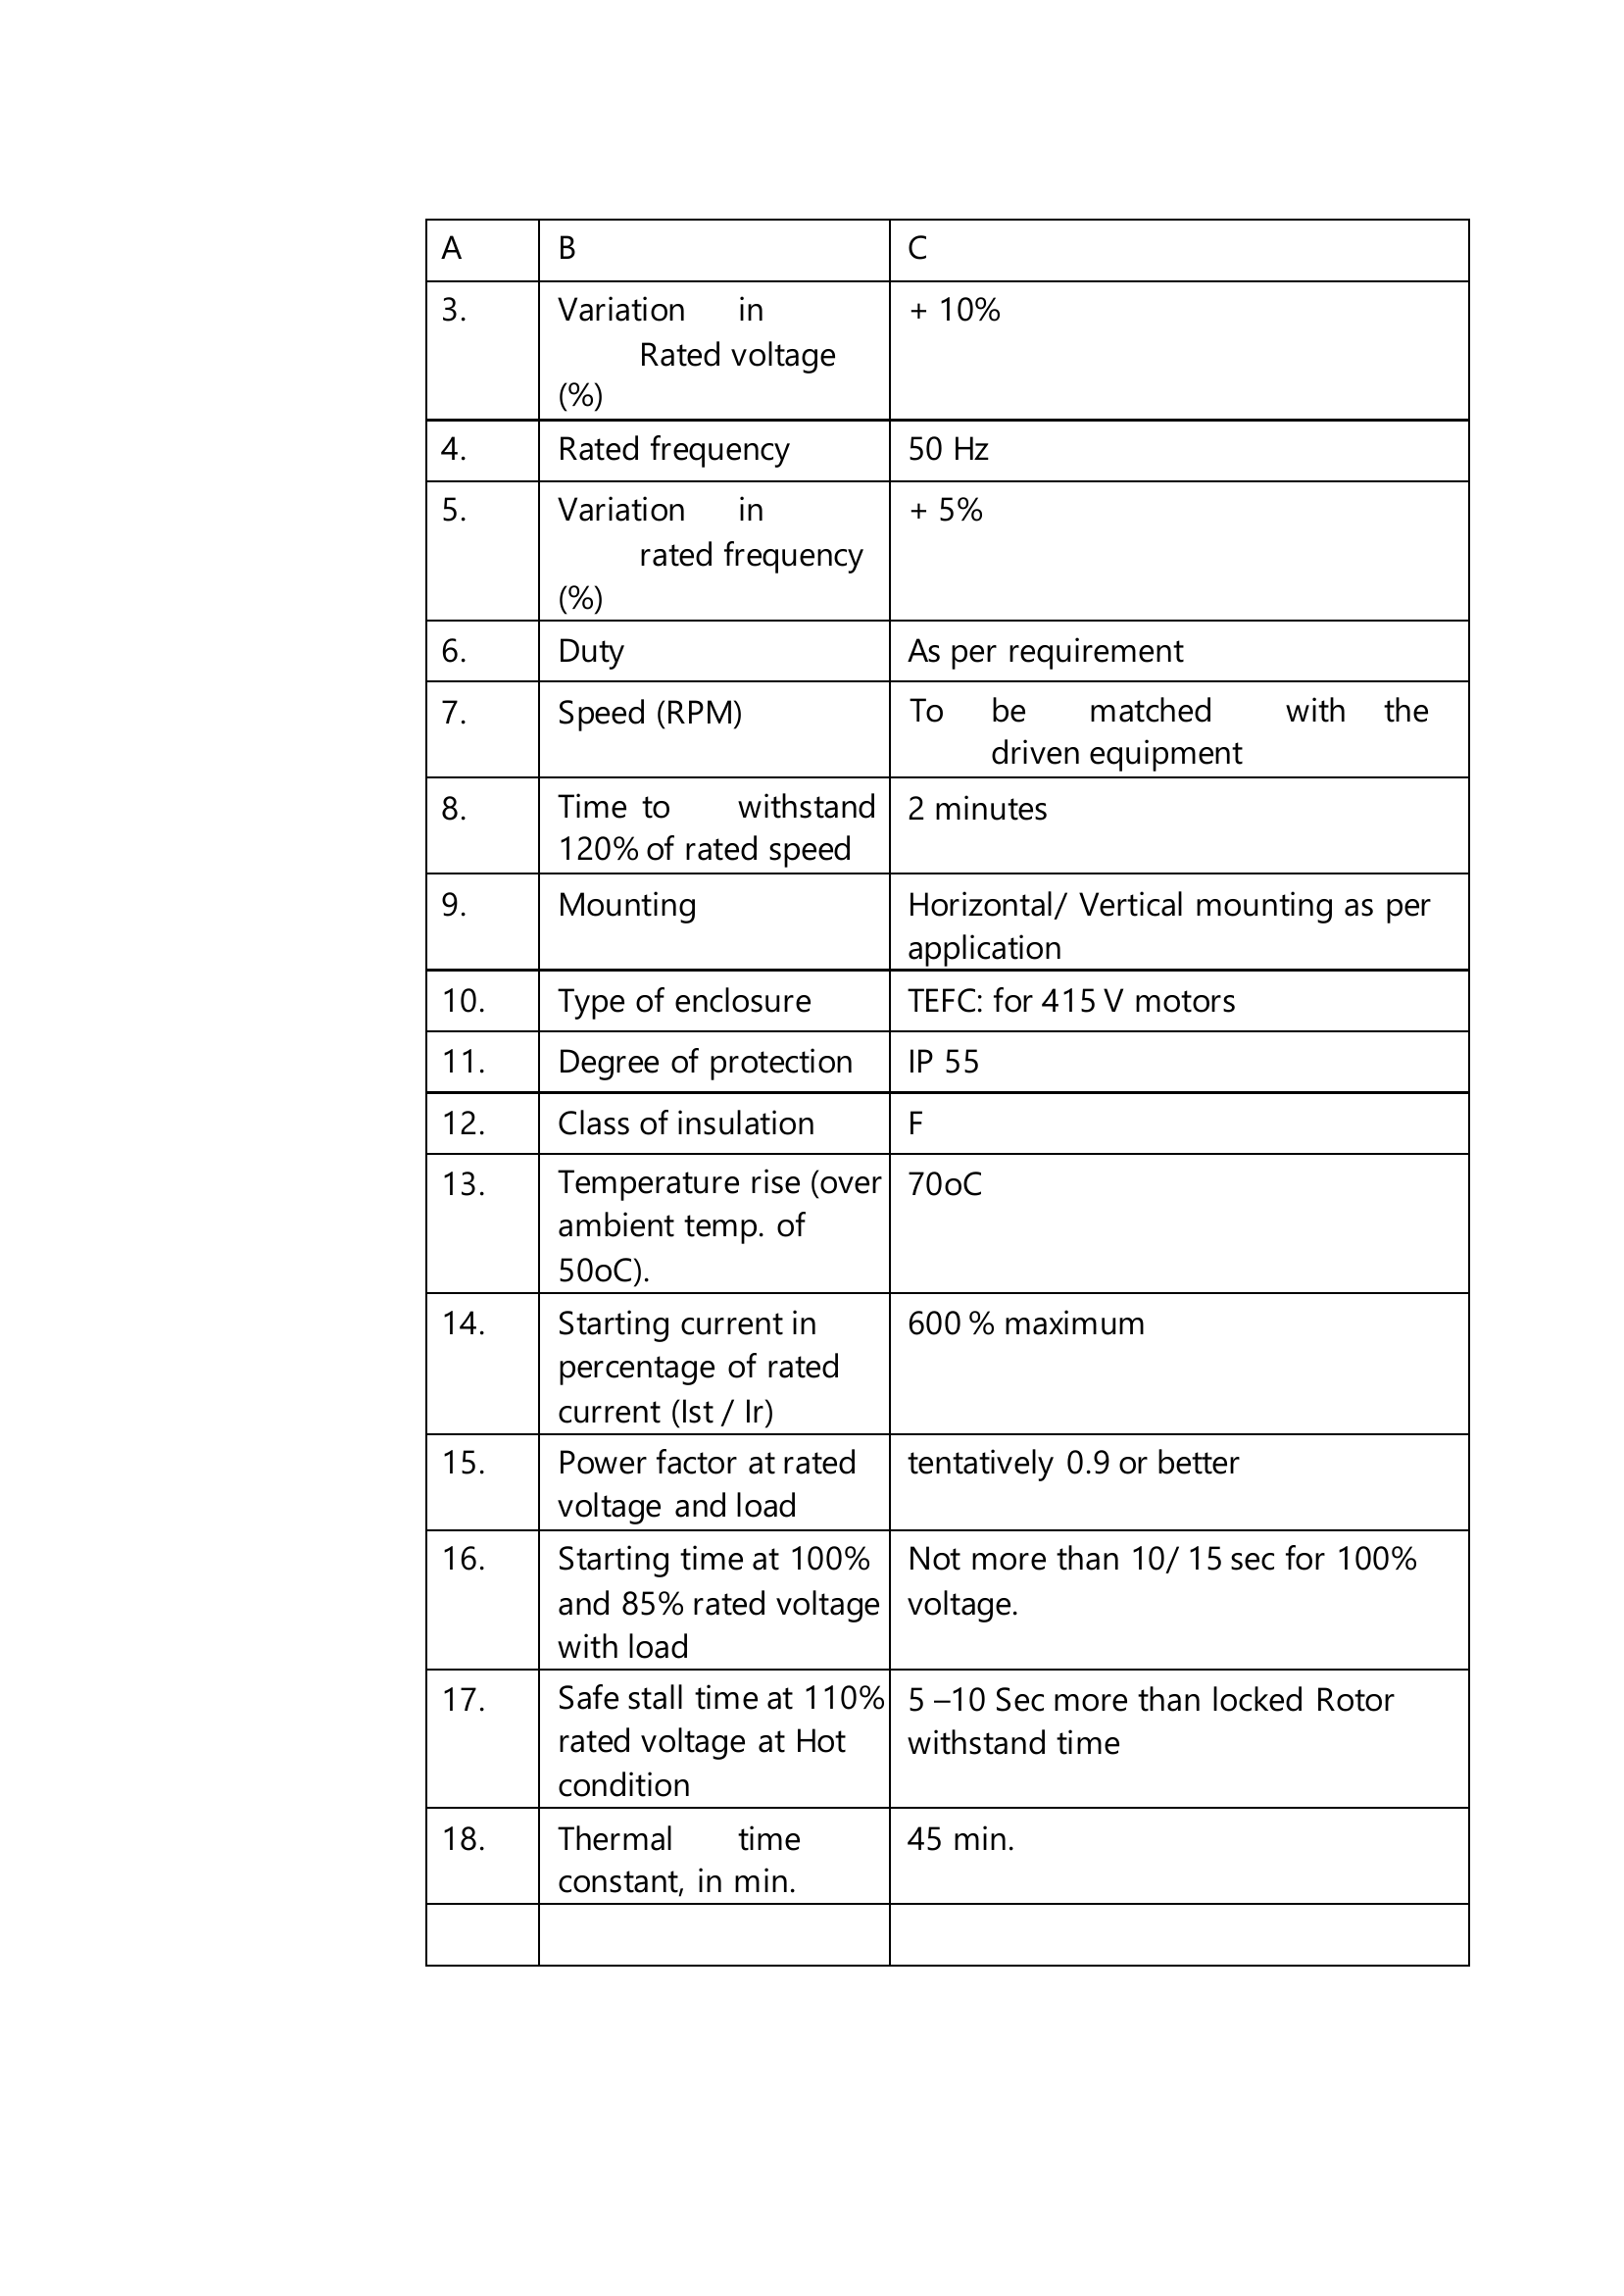 A B C
3. Variation in + 10%
Rated voltage
(%)
4. Rated frequency 50 Hz
5. Variation in + 5%
rated frequency
(%)
6. Duty As per requirement
7. Speed (RPM) To be matched with the
driven equipment
8. Time to withstand 2 minutes
120% of rated speed
9. Mounting Horizontal/ Vertical mounting as per
application
10. Type of enclosure TEFC: for 415 V motors
11. Degree of protection IP 55
12. Class of insulation F
13. Temperature rise (over 70oC
ambient temp. of
50oC).
14. Starting current in 600 % maximum
percentage of rated
current (Ist / Ir)
15. Power factor at rated tentatively 0.9 or better
voltage and load
16. Starting time at 100% Not more than 10/ 15 sec for 100%
and 85% rated voltage voltage.
with load
17. Safe stall time at 110% 5 –10 Sec more than locked Rotor
rated voltage at Hot withstand time
condition
18. Thermal time 45 min.
constant, in min.